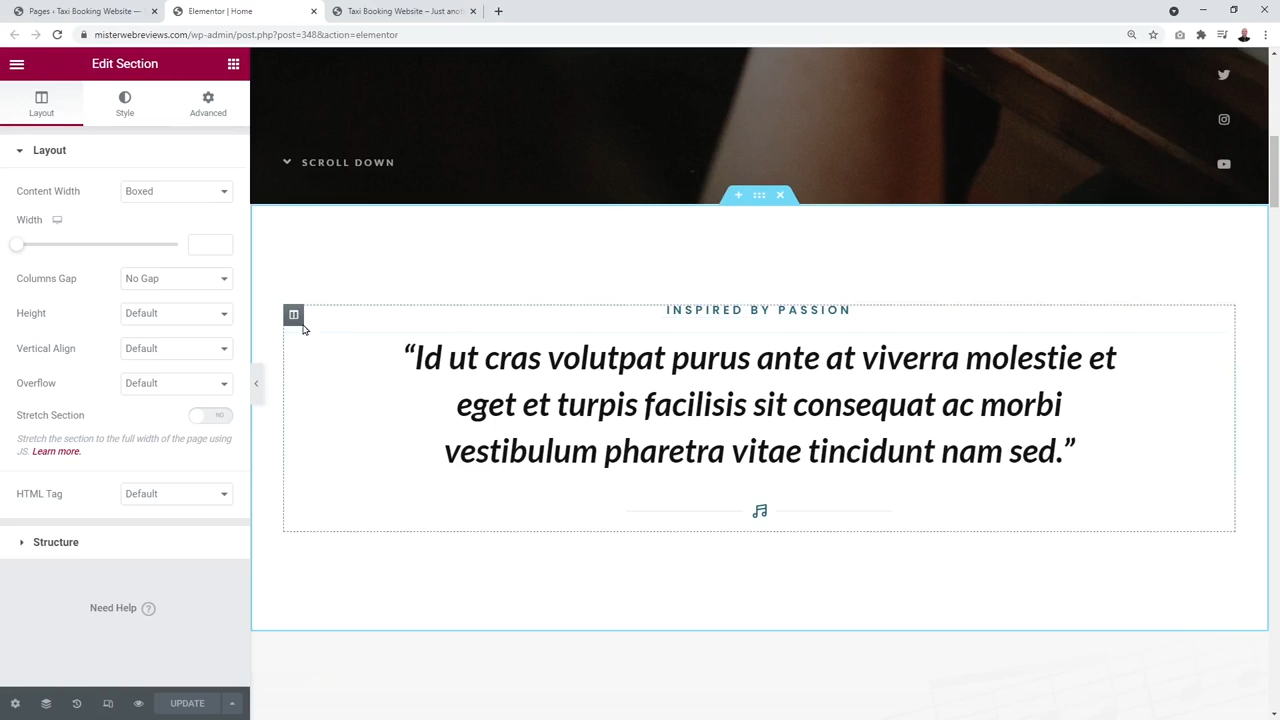 Pages ‹ Taxi Booking Website —
Elementor | Home
Taxi Booking Website – Just anot
misterwebreviews.com/wp-admin/post.php?post=348&action=elementor
Edit Section
Layout
Style
Advanced
Layout
Content Width
Boxed
Width
Columns Gap
No Gap
Height
Default
Vertical Align
Default
Overflow
Default
Stretch Section
NO
Stretch the section to the full width of the page using
JS. Learn more.
HTML Tag
Default
Structure
Need Help
UPDATE
SCROLL DOWN
INSPIRED BY PASSION
“Id ut cras volutpat purus ante at viverra molestie et
eget et turpis facilisis sit consequat ac morbi
vestibulum pharetra vitae tincidunt nam sed.”